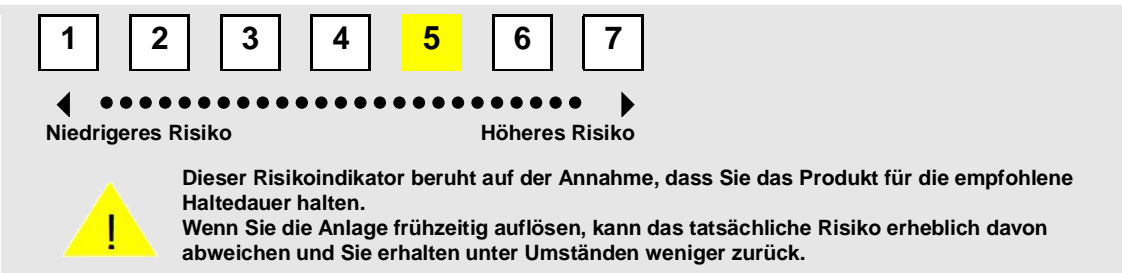 1 2 3 4 5 6 7
Niedrigeres Risiko Höheres Risiko
Dieser Risikoindikator beruht auf der Annahme, dass Sie das Produkt für die empfohlene
Haltedauer halten.
Wenn Sie die Anlage frühzeitig auflösen, kann das tatsächliche Risiko erheblich davon
abweichen und Sie erhalten unter Umständen weniger zurück.
!